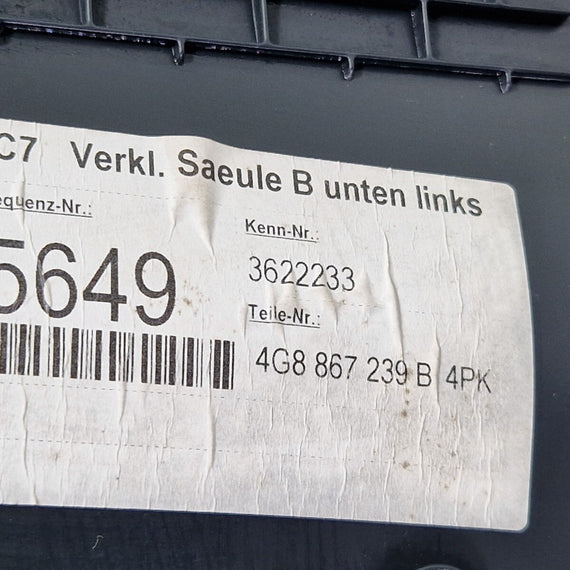 C7 Verkl. Saeule B unten links
equenz-Nr.:
Kenn-Nr.:
5649
3622233
Teile-Nr.:
4G8 867 239 B 4PK